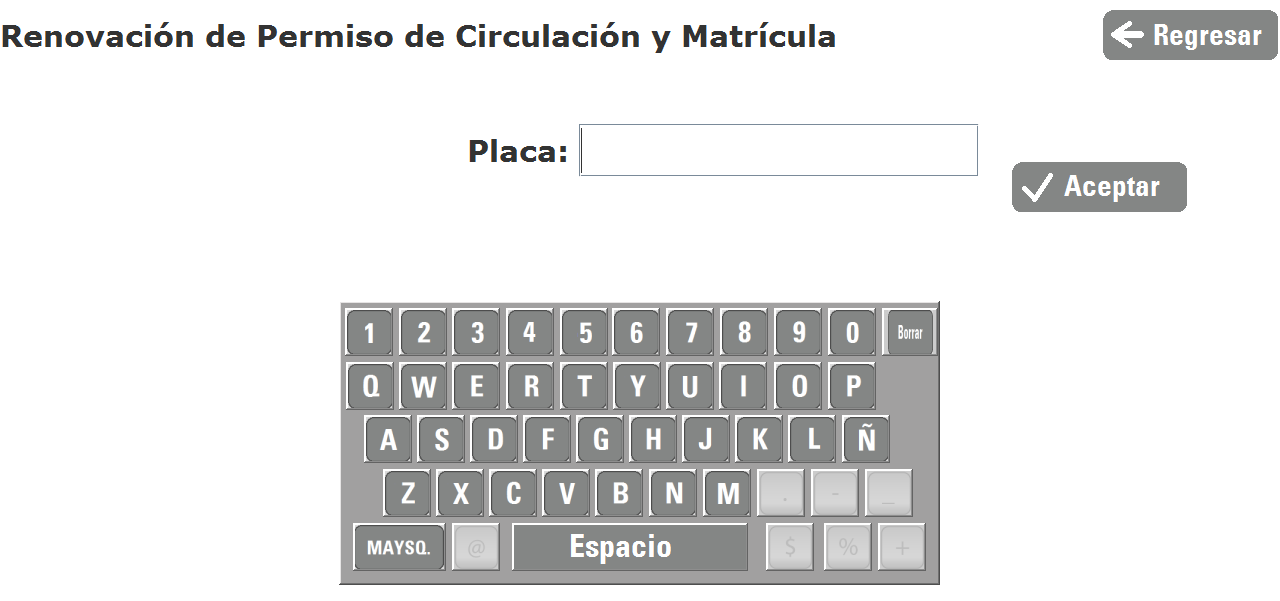 Renovación de Permiso de Circulación y Matrícula
Regresar
Placa:
Aceptar
1 2 3 4 5 6 7 8 9 0 Borrar
Q W E R T Y U I O P
A S D F G H J K L Ñ
Z X C V B N M . - _
MAYSQ. @ Espacio $ % +